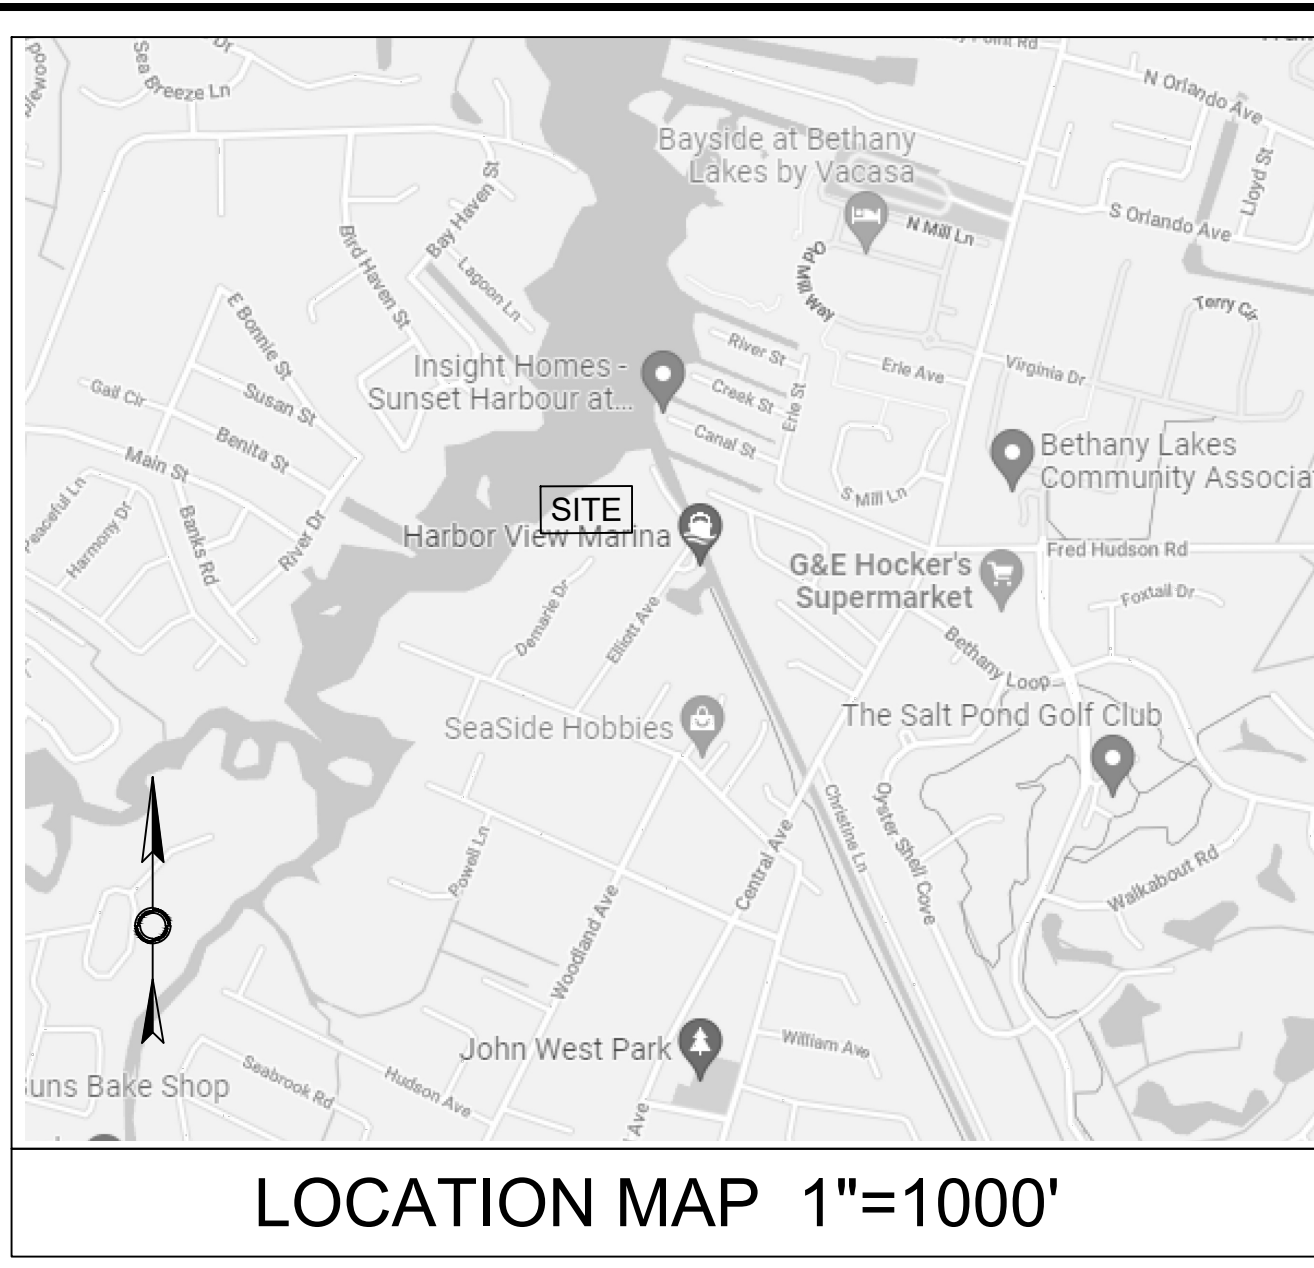 Dr
Sea Breeze Ln
Point Rd
N Orlando Ave
Lloyd St
Bayside at Bethany
Lakes by Vacasa
Bay Haven St
S Orlando Ave
N Mill Ln
Bird Haven St
Old Mill Way
Lagoon Ln
Terry Cir
E Bonnie St
River St
Insight Homes -
Sunset Harbour at...
Erie Ave
Virginia Dr
Creek St
Erie St
Gail Cir
Susan St
Canal St
Benita St
Bethany Lakes
Community Associa
Main St
S Mill Ln
Peaceful Ln
Harmony Dr
Banks Rd
River Dr
SITE
Harbor View Marina
Fred Hudson Rd
G&E Hocker's
Supermarket
Foxtail Dr
Demarie Dr
Elliott Ave
Bethany Loop
SeaSide Hobbies
The Salt Pond Golf Club
Christine Ln
Oyster Shell Cove
Powell Ln
Central Ave
Walkabout Rd
Woodland Ave
John West Park
William Ave
Buns Bake Shop
Seabrook Rd
Hudson Ave
Ave
LOCATION MAP 1"=1000'